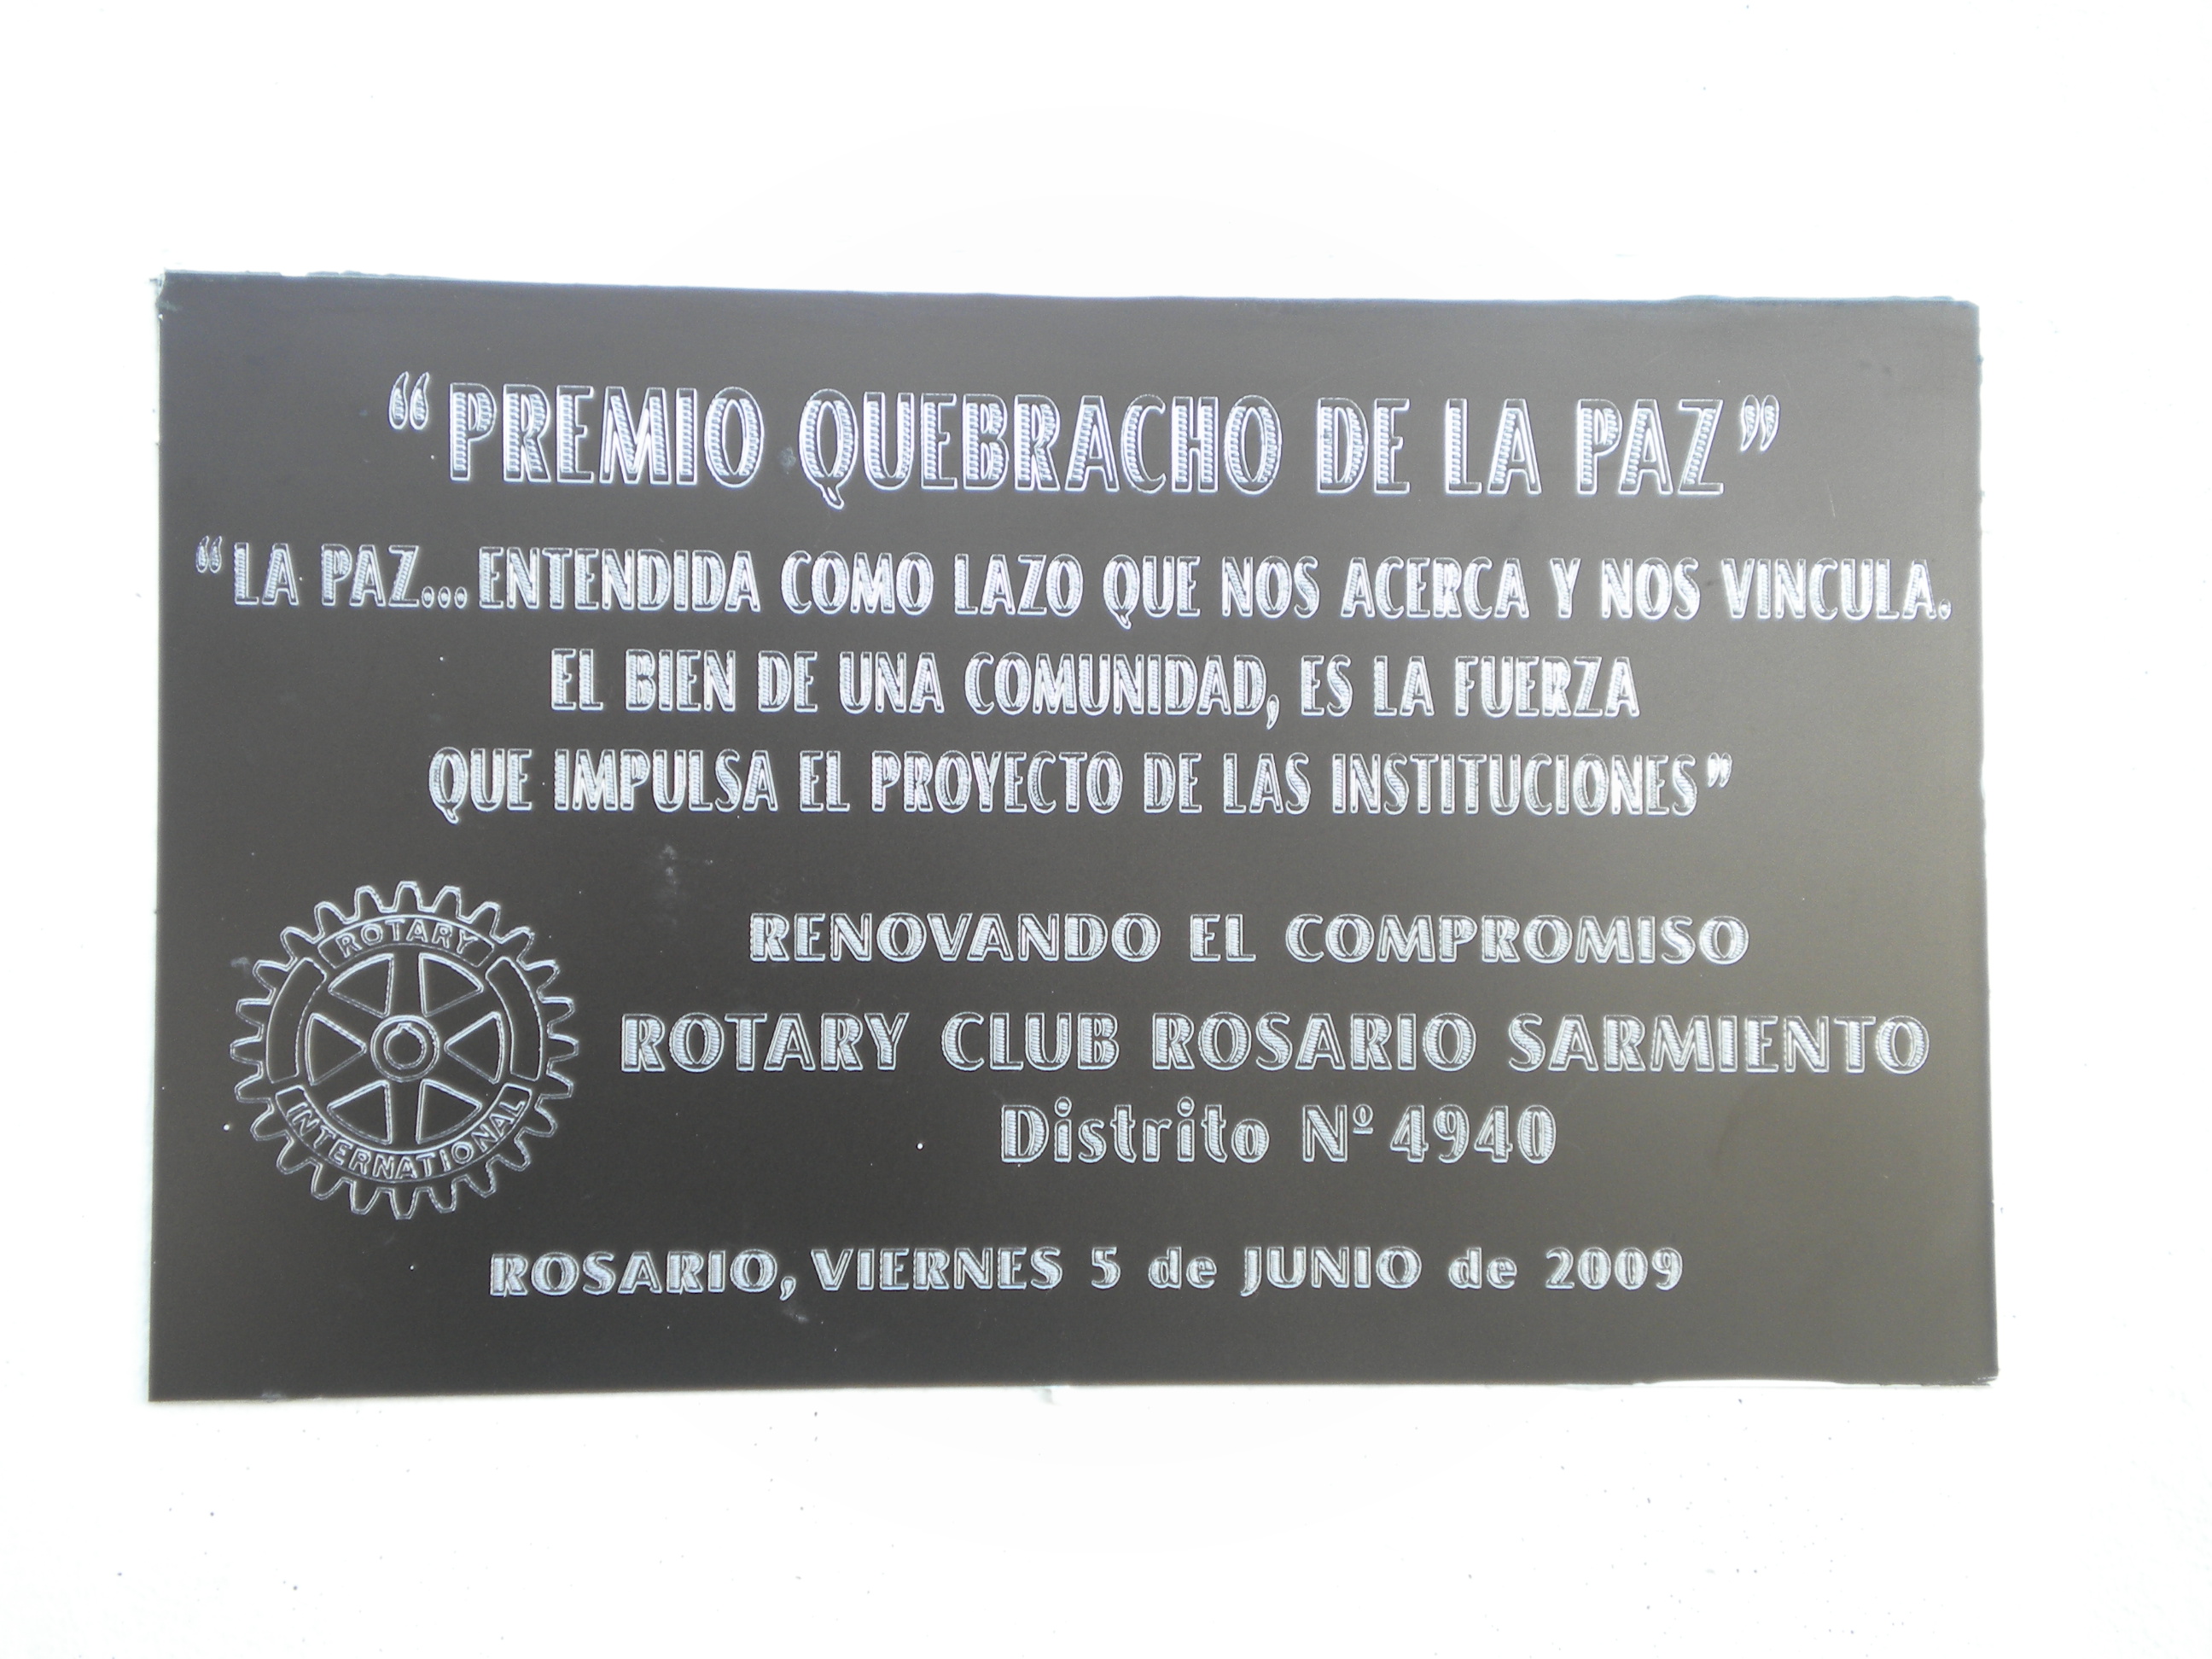 “PREMIO QUEBRACHO DE LA PAZ”
“LA PAZ... ENTENDIDA COMO LAZO QUE NOS ACERCA Y NOS VINCULA.
EL BIEN DE UNA COMUNIDAD, ES LA FUERZA
QUE IMPULSA EL PROYECTO DE LAS INSTITUCIONES”
ROTARY
INTERNATIONAL
RENOVANDO EL COMPROMISO
ROTARY CLUB ROSARIO SARMIENTO
Distrito Nº 4940
ROSARIO, VIERNES 5 de JUNIO de 2009